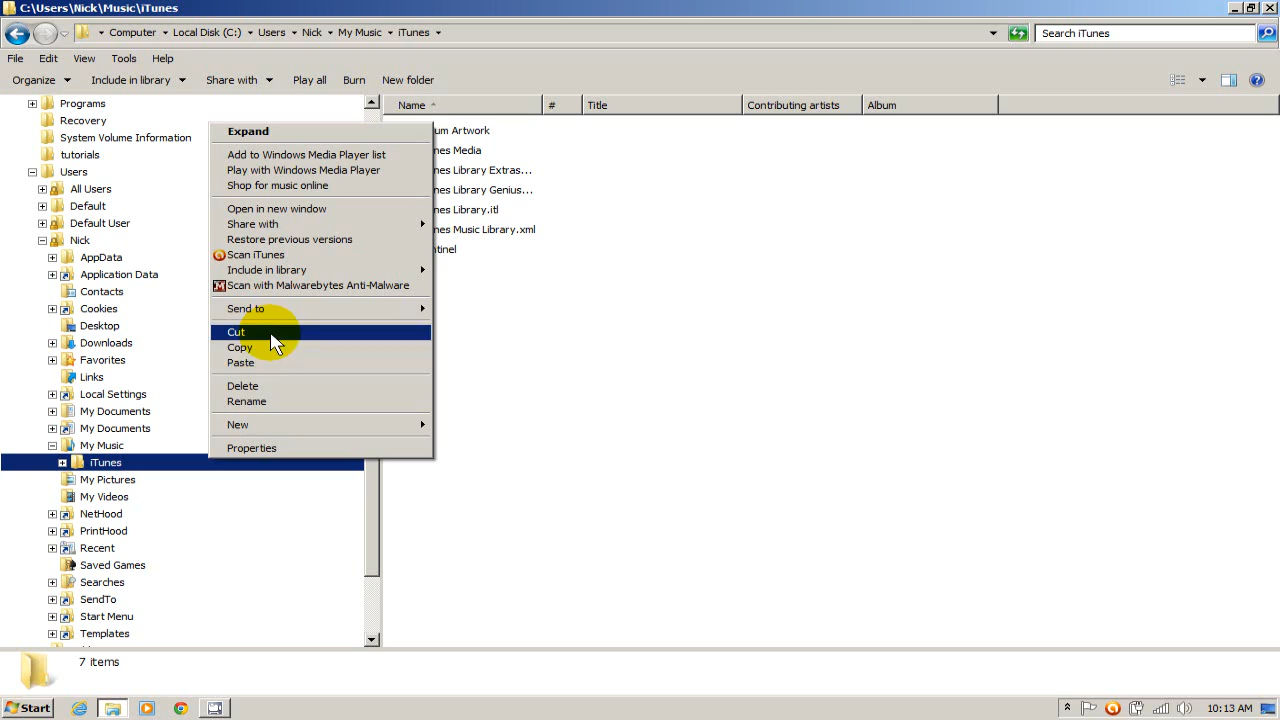 C:\Users\Nick\Music\iTunes
Computer Local Disk (C:) Users Nick My Music iTunes
Search iTunes
File Edit View Tools Help
Organize Include in library Share with Play all Burn New folder
Programs
Recovery
System Volume Information
tutorials
Users
All Users
Default
Default User
Nick
AppData
Application Data
Contacts
Cookies
Desktop
Downloads
Favorites
Links
Local Settings
My Documents
My Documents
My Music
iTunes
My Pictures
My Videos
NetHood
PrintHood
Recent
Saved Games
Searches
SendTo
Start Menu
Templates
Expand
Add to Windows Media Player list
Play with Windows Media Player
Shop for music online
Open in new window
Share with
Restore previous versions
Scan iTunes
Include in library
Scan with Malwarebytes Anti-Malware
Send to
Cut
Copy
Paste
Delete
Rename
New
Properties
Name # Title Contributing artists Album
um Artwork
nes Media
nes Library Extras...
nes Library Genius...
nes Library.itl
nes Music Library.xml
ntinel
7 items
Start
10:13 AM